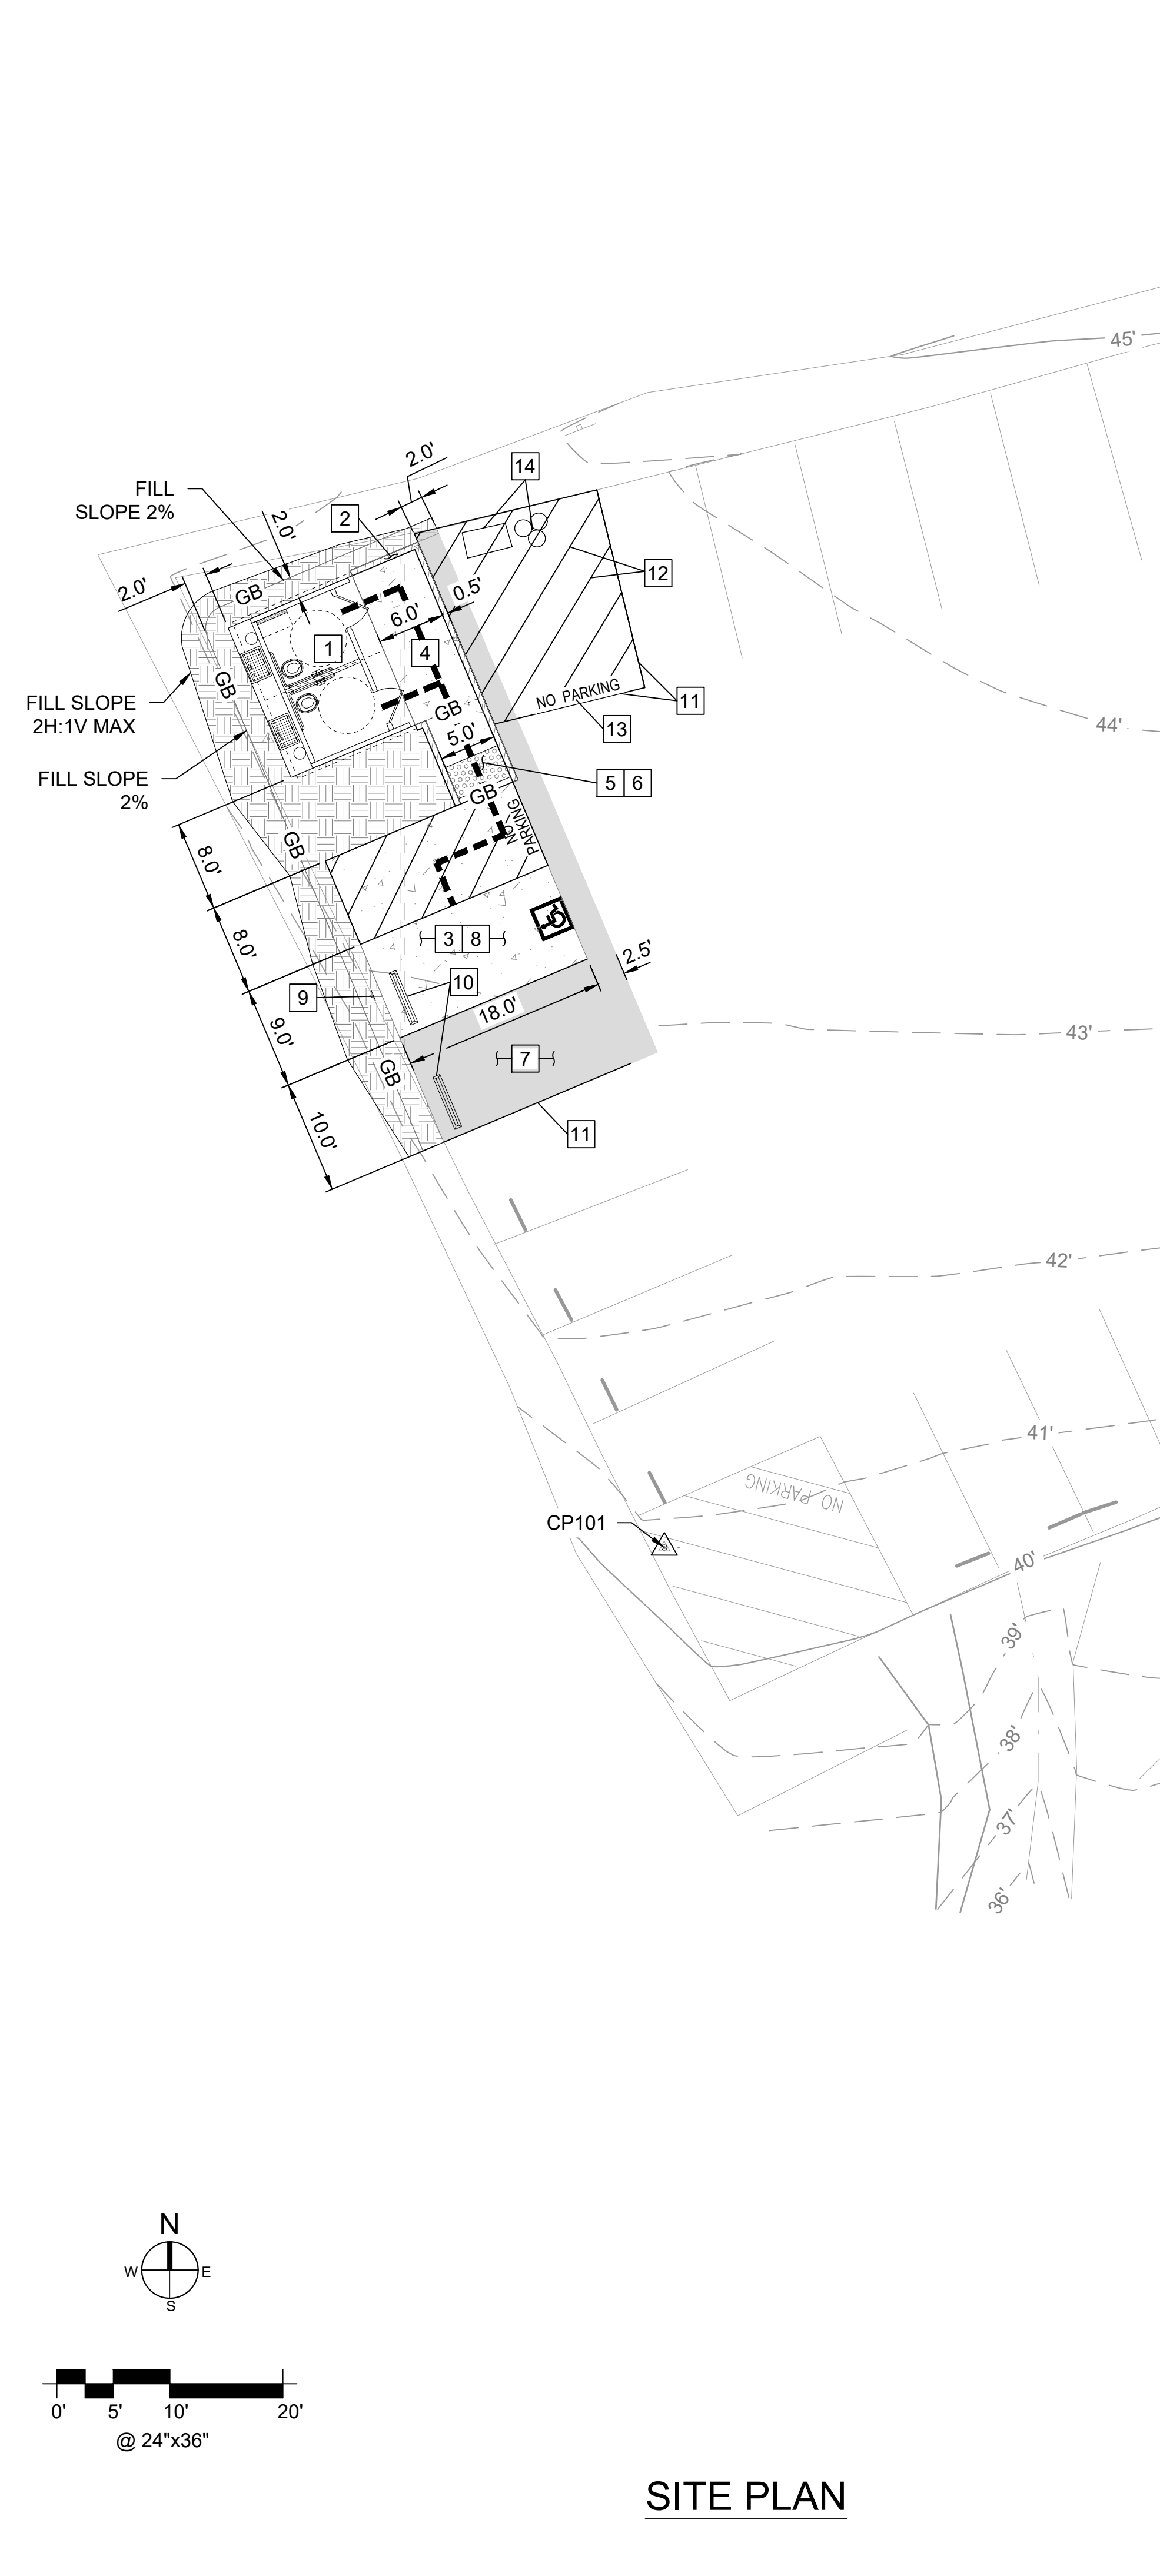 45'
2.0'
14
FILL
SLOPE 2%
2
2.0'
12
2.0'
GB
0.5'
6.0'
1
4
GB
NO PARKING
11
FILL SLOPE
2H:1V MAX
GB
13
44'
5.0'
FILL SLOPE
2%
5
6
GB
NO
PARKING
GB
8.0'
3
8
8.0'
2.5'
10
9
18.0'
9.0'
43'
7
GB
10.0'
11
42'
41'
NO PARKING
CP101
40'
39'
38'
37'
36'
N
W
E
S
0'
5'
10'
20'
@ 24"x36"
SITE PLAN